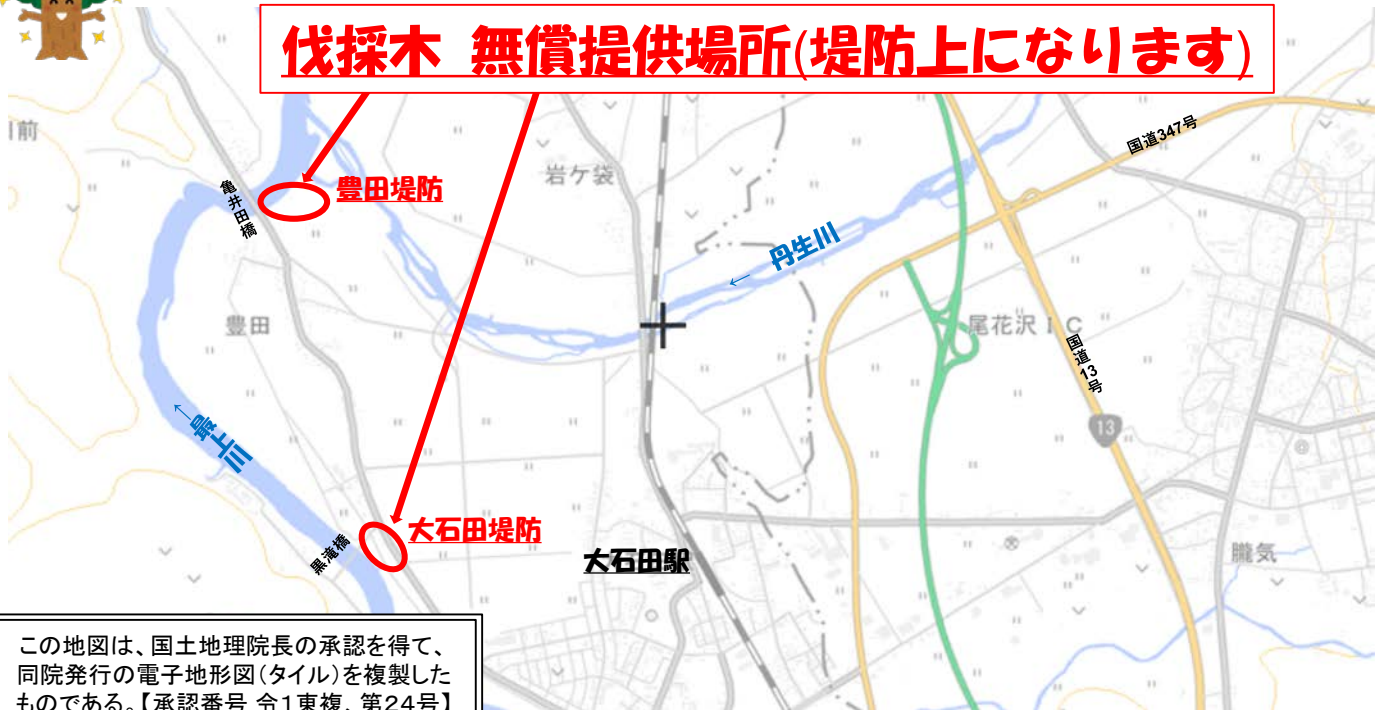 伐採木 無償提供場所(堤防上になります)
国道347号
岩ケ袋
豊田堤防
亀井田橋
丹生川
←
豊田
尾花沢IC
国道13号
13
←
最上川
大石田堤防
黒滝橋
大石田駅
朧気
この地図は、国土地理院長の承認を得て、
同院発行の電子地形図(タイル)を複製した
ものである。【承認番号 令1東複、第24号】